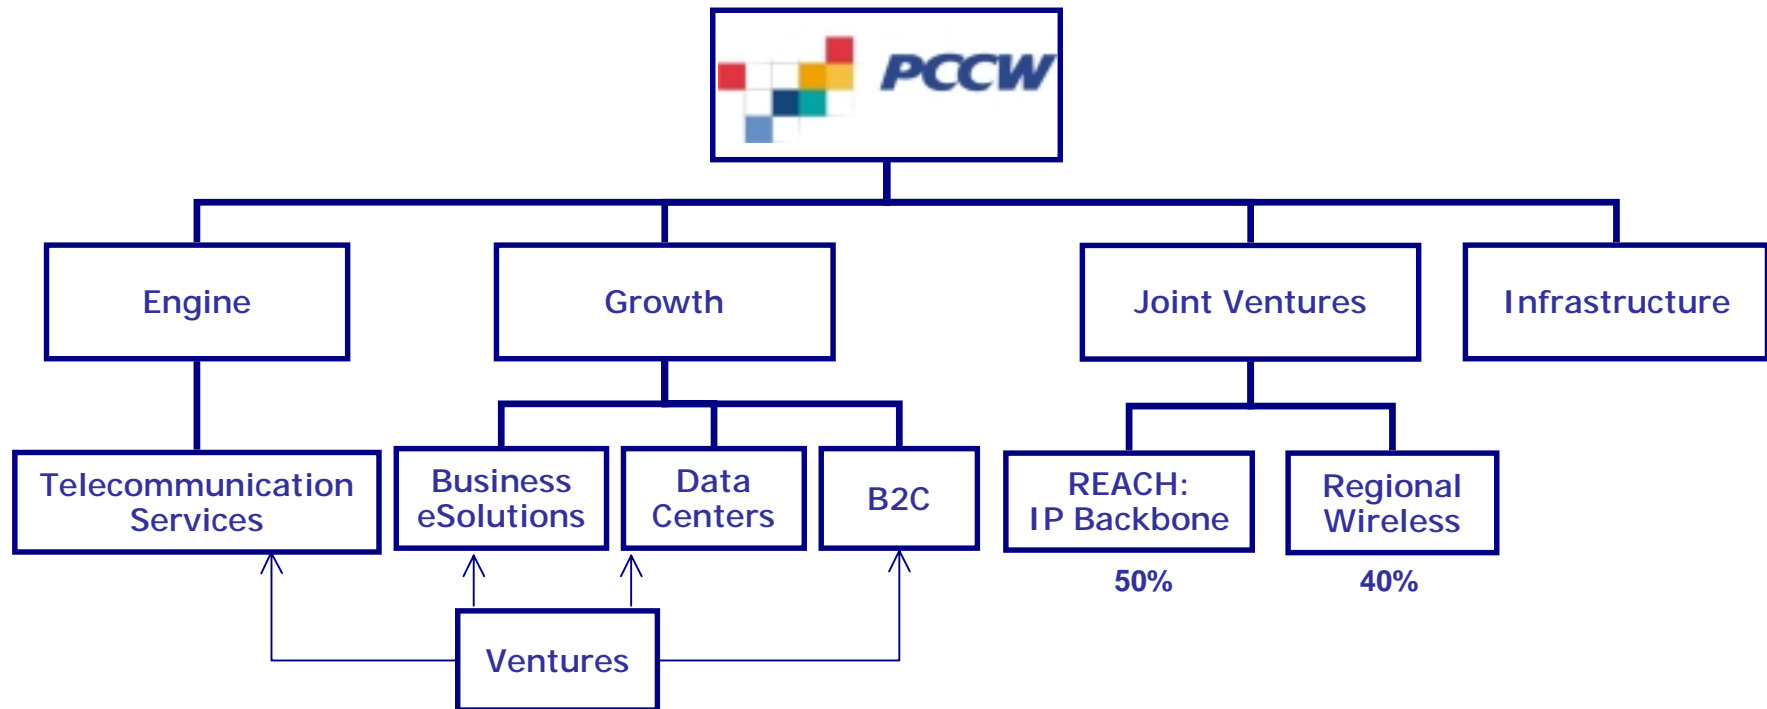 PCCW
Engine
Growth
Joint Ventures
Infrastructure
Telecommunication
Services
Business
eSolutions
Data
Centers
B2C
REACH:
IP Backbone
Regional
Wireless
50%
40%
Ventures